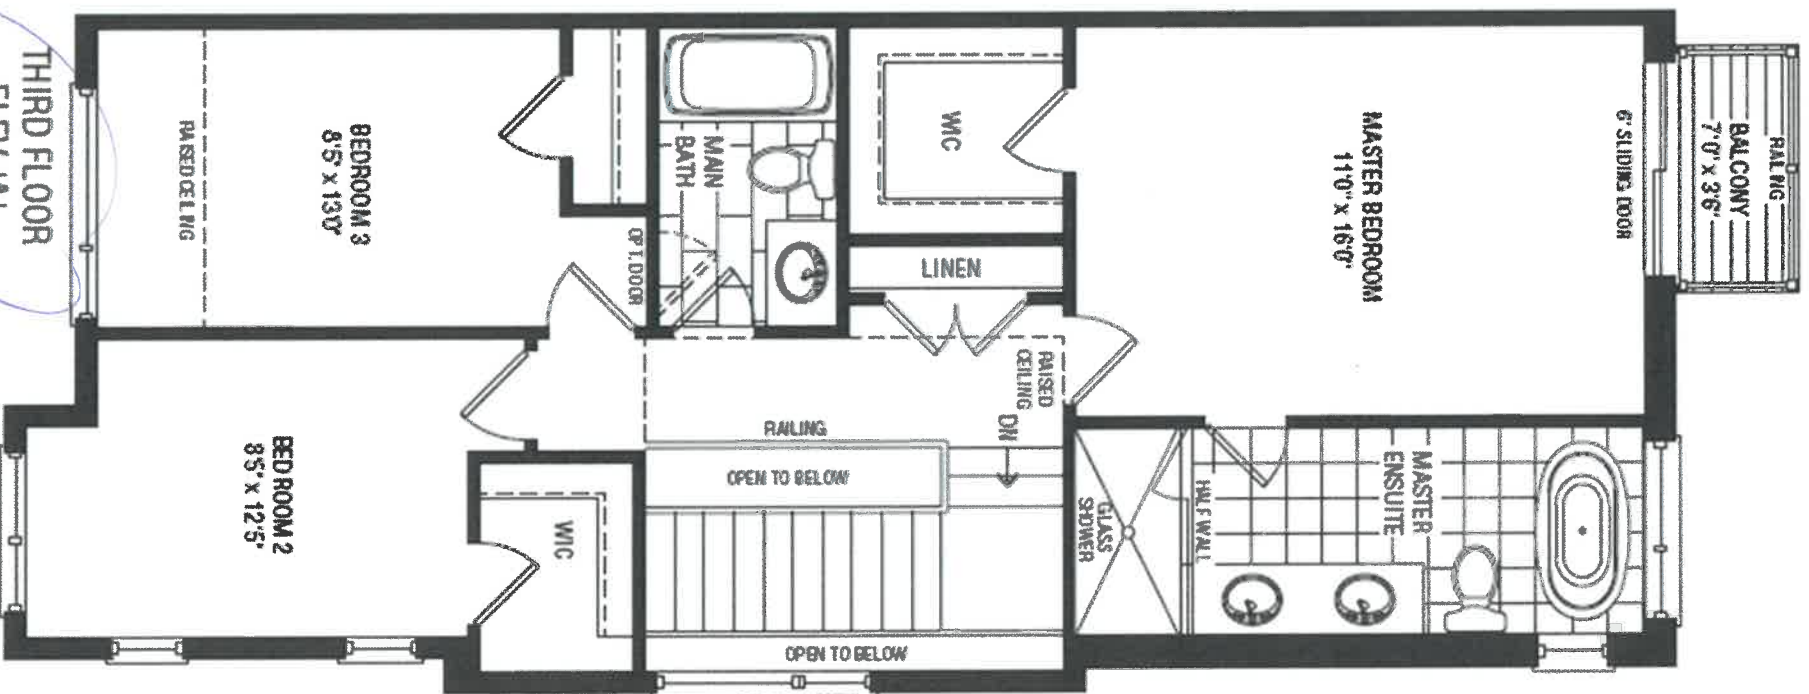 RAILING
BALCONY
7'0" x 3'6"
6' SLIDING DOOR
MASTER BEDROOM
11'0" x 16'0"
MASTER
ENSUITE
HALF WALL
GLASS
SHOWER
WIC
LINEN
RAISED
CEILING
DN
RAILING
OPEN TO BELOW
OPEN TO BELOW
MAIN
BATH
OPT. DOOR
BEDROOM 3
8'5" x 13'0"
RAISED CEILING
WIC
BEDROOM 2
8'5" x 12'5"
THIRD FLOOR